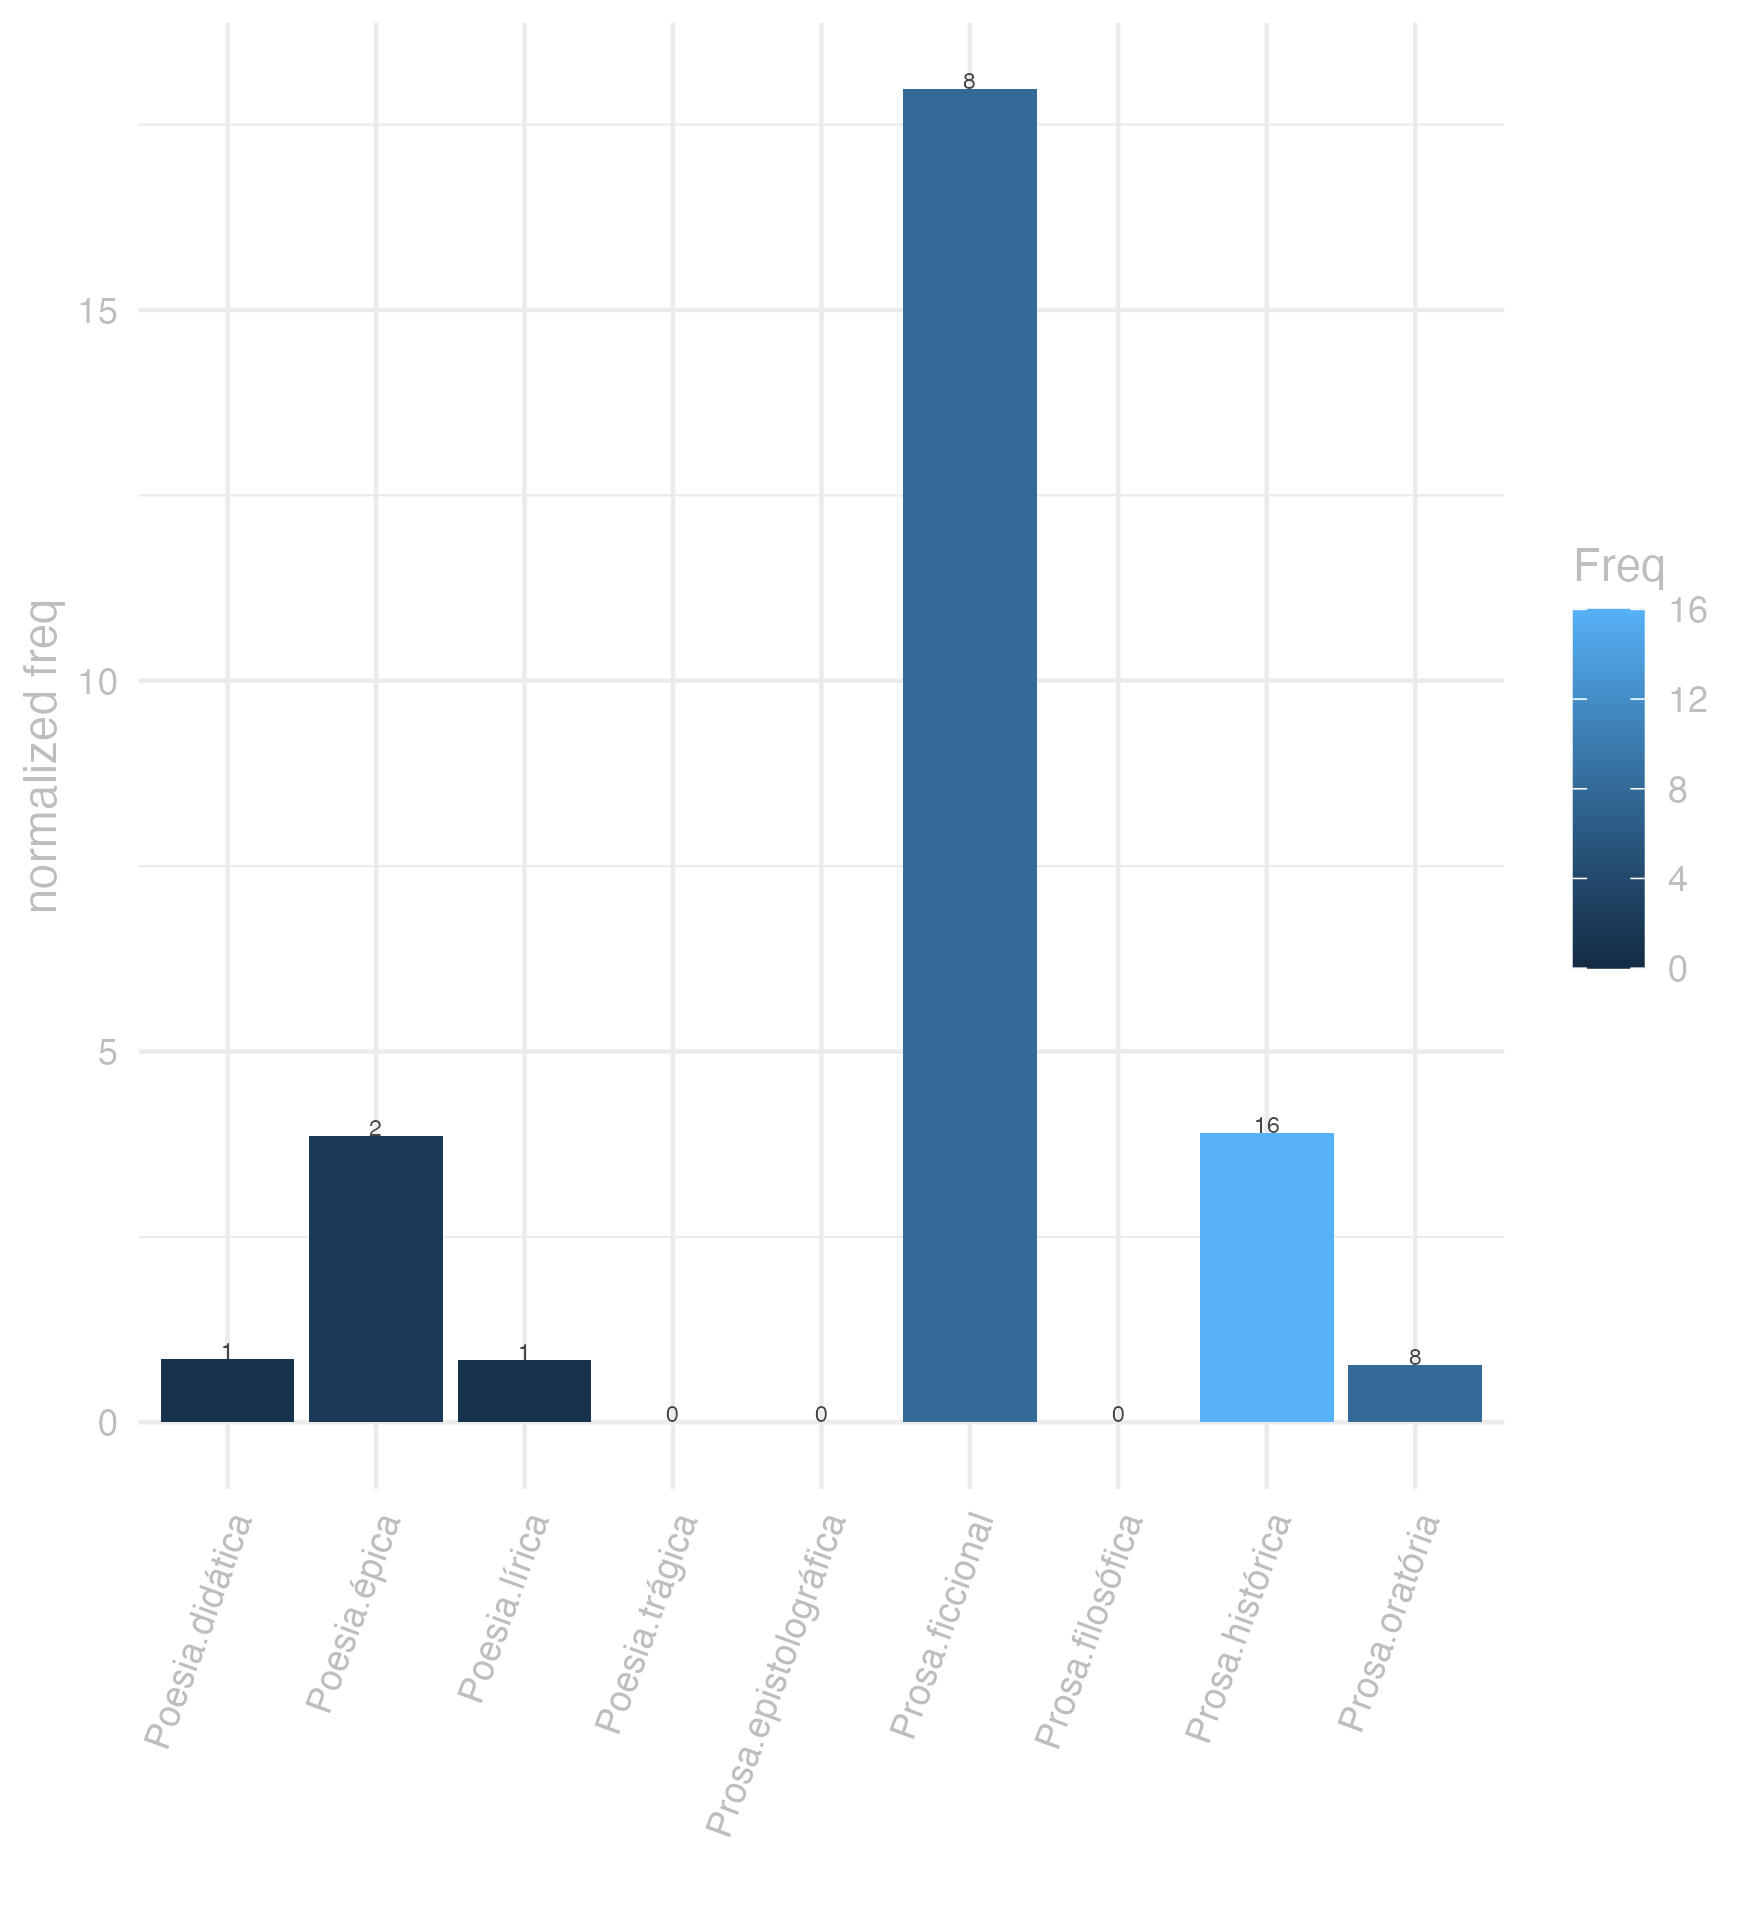 normalized freq
15
10
5
0
1
2
1
0
0
8
0
16
8
Poesia.didática
Poesia.épica
Poesia.lírica
Poesia.trágica
Prosa.epistolográfica
Prosa.ficcional
Prosa.filosófica
Prosa.histórica
Prosa.oratória
Freq
16
12
8
4
0